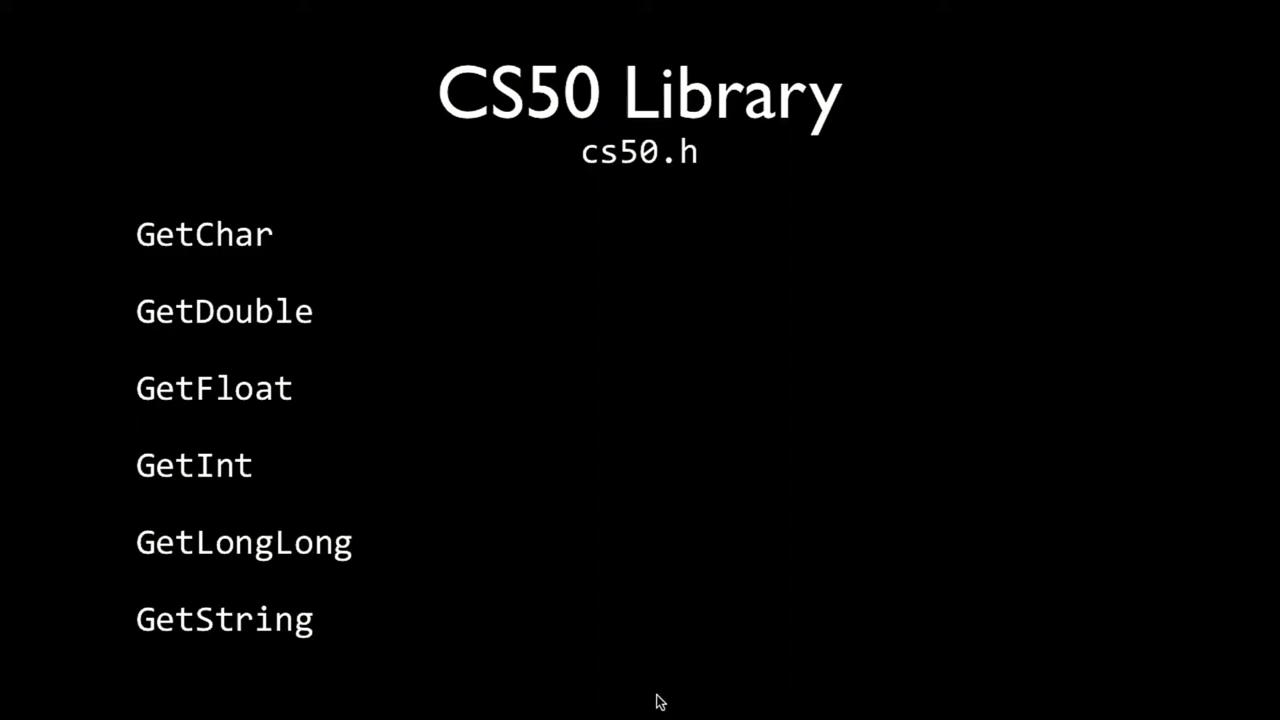 CS50 Library
cs50.h
GetChar
GetDouble
GetFloat
GetInt
GetLongLong
GetString